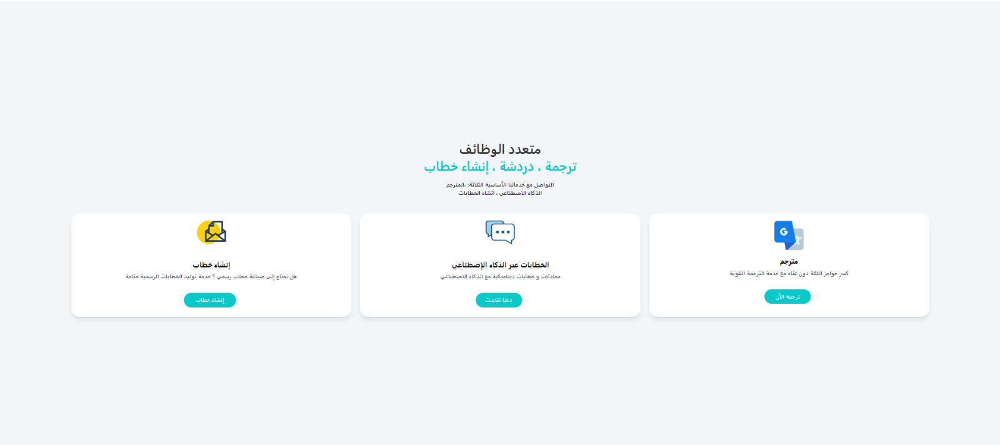 متعدد الوظائف
ترجمة ، دردشة ، إنشاء خطاب
التواصل مع خدماتنا الأساسية الثلاثة: ،المترجم
الذكاء الاصطناعي ، انشاء الخطابات
مترجم
كسر حواجز اللغة دون عناء مع خدمة الترجمة القوية
ترجمة الآن
الخطابات عبر الذكاء الإصطناعي
محادثات و خطابات ديناميكية مع الذكاء الاصطناعي
دعنا نتحدث
إنشاء خطاب
هل تحتاج إلى صياغة خطاب رسمي ؟ خدمة توليد الخطابات الرسمية متاحة
إنشاء خطاب